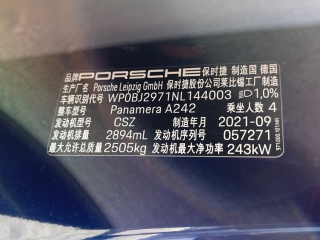 品牌 PORSCHE 保时捷 制造国 德国
生产厂名 Porsche Leipzig GmbH 保时捷股份公司莱比锡工厂制造
车辆识别代号 WP0BJ2971NL144003 1,0%
整车型号 Panamera A242 乘坐人数 4
发动机型号 CSZ 制造年月 2021-09
发动机排量 2894mL 发动机序列号 057271
最大允许总质量 2505kg 发动机最大净功率 243kW